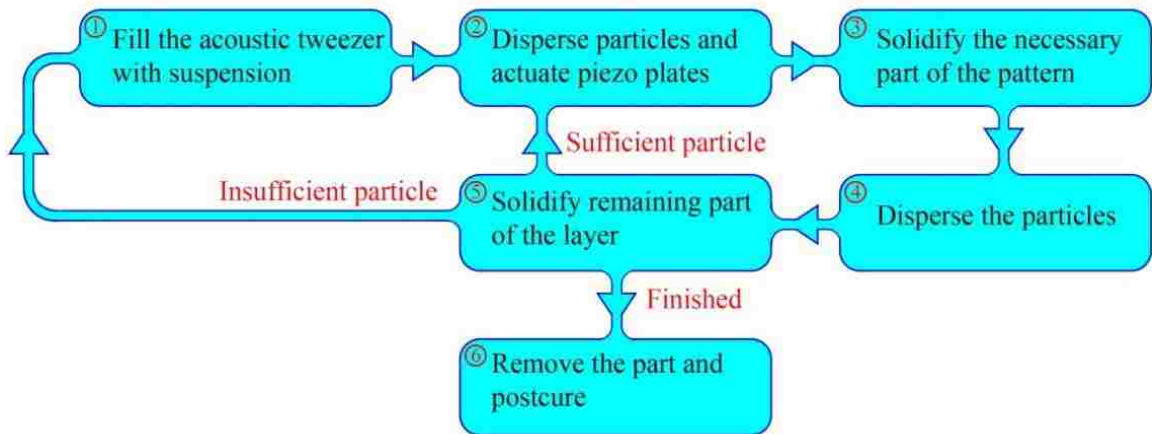 ① Fill the acoustic tweezer
with suspension
② Disperse particles and
actuate piezo plates
③ Solidify the necessary
part of the pattern
Sufficient particle
Insufficient particle
④ Disperse the particles
⑤ Solidify remaining part
of the layer
Finished
⑥ Remove the part and
postcure